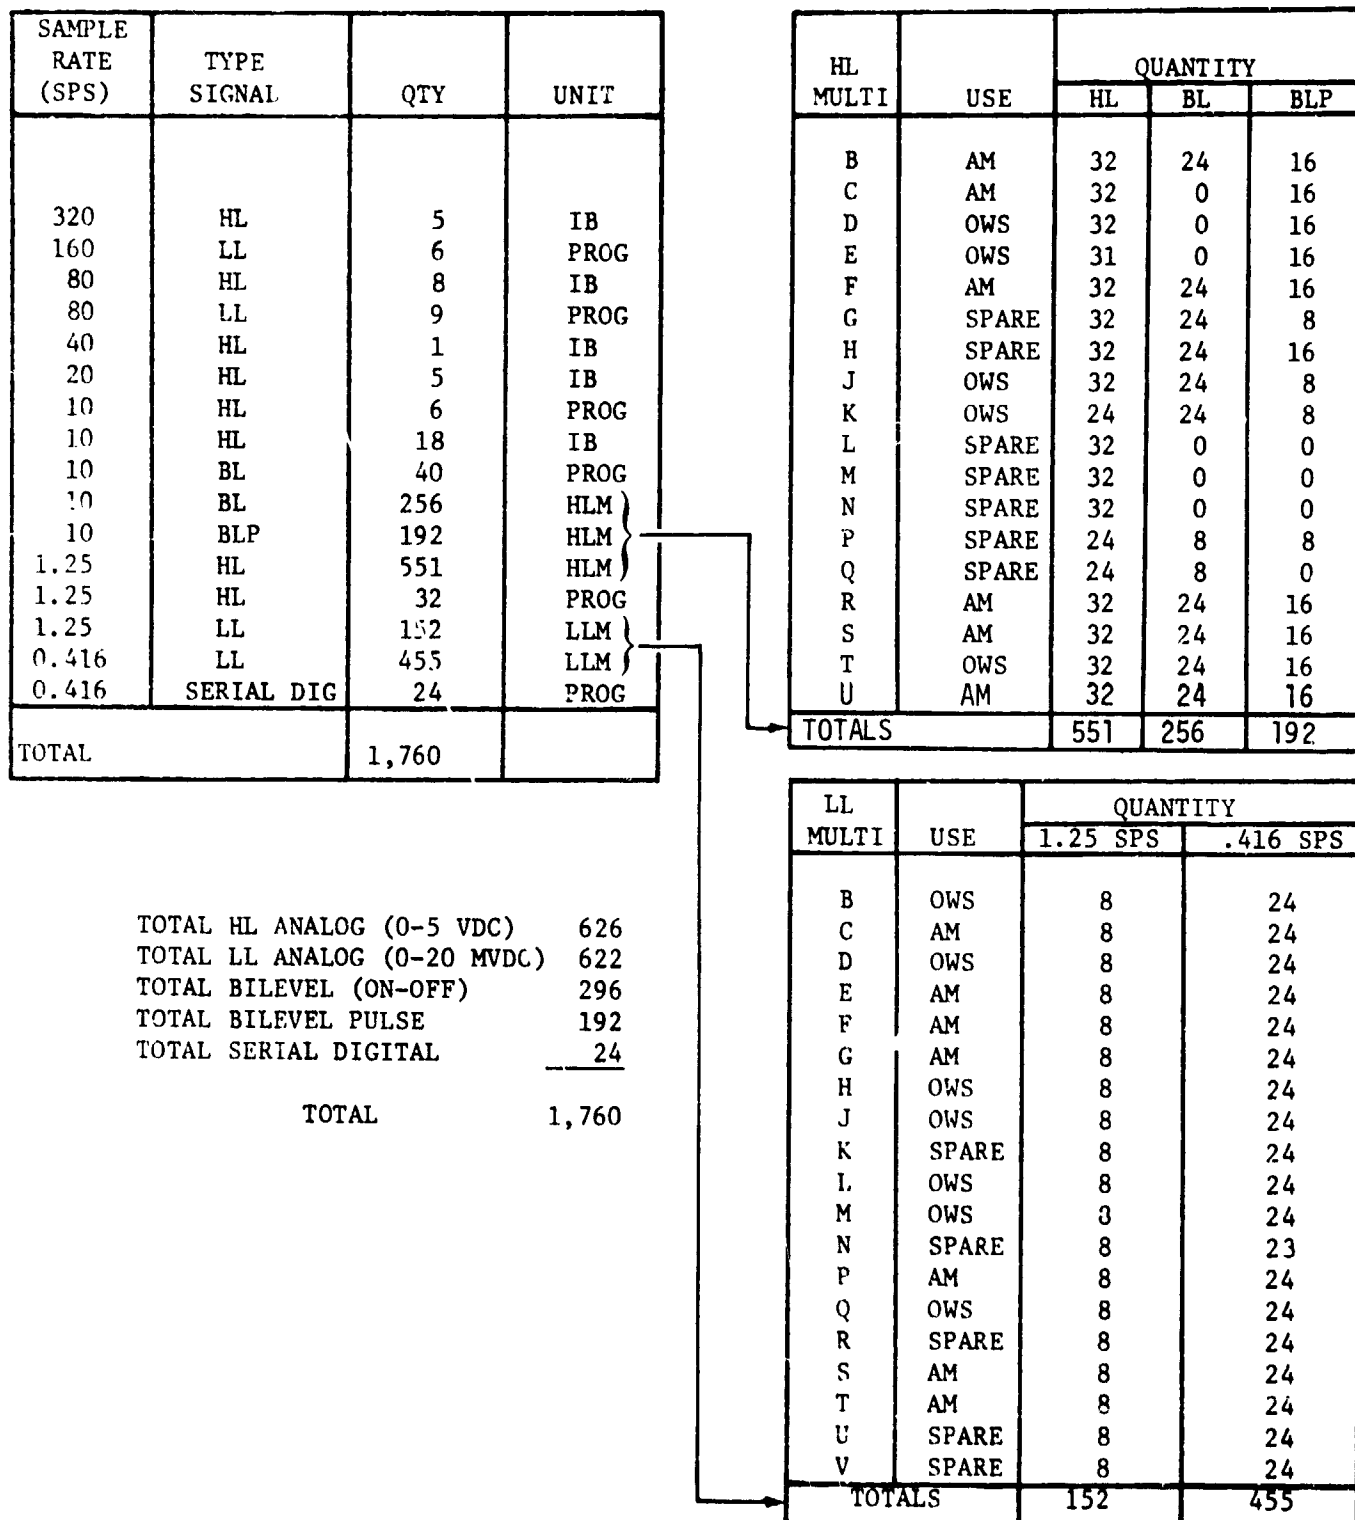 SAMPLE
RATE TYPE
(SPS) SIGNAL QTY UNIT
320 HL 5 IB
160 LL 6 PROG
80 HL 8 IB
80 LL 9 PROG
40 HL 1 IB
20 HL 5 IB
10 HL 6 PROG
10 HL 18 IB
10 BL 40 PROG
10 BL 256 HLM
10 BLP 192 HLM
1.25 HL 551 HLM
1.25 HL 32 PROG
1.25 LL 152 LLM
0.416 LL 455 LLM
0.416 SERIAL DIG 24 PROG
TOTAL 1,760
HL QUANTITY
MULTI USE HL BL BLP
B AM 32 24 16
C AM 32 0 16
D OWS 32 0 16
E OWS 31 0 16
F AM 32 24 16
G SPARE 32 24 8
H SPARE 32 24 16
J OWS 32 24 8
K OWS 24 24 8
L SPARE 32 0 0
M SPARE 32 0 0
N SPARE 32 0 0
P SPARE 24 8 8
Q SPARE 24 8 0
R AM 32 24 16
S AM 32 24 16
T OWS 32 24 16
U AM 32 24 16
TOTALS 551 256 192
TOTAL HL ANALOG (0-5 VDC) 626
TOTAL LL ANALOG (0-20 MVDC) 622
TOTAL BILEVEL (ON-OFF) 296
TOTAL BILEVEL PULSE 192
TOTAL SERIAL DIGITAL 24
TOTAL 1,760
LL QUANTITY
MULTI USE 1.25 SPS .416 SPS
B OWS 8 24
C AM 8 24
D OWS 8 24
E AM 8 24
F AM 8 24
G AM 8 24
H OWS 8 24
J OWS 8 24
K SPARE 8 24
L OWS 8 24
M OWS 8 24
N SPARE 8 23
P AM 8 24
Q OWS 8 24
R SPARE 8 24
S AM 8 24
T AM 8 24
U SPARE 8 24
V SPARE 8 24
TOTALS 152 455